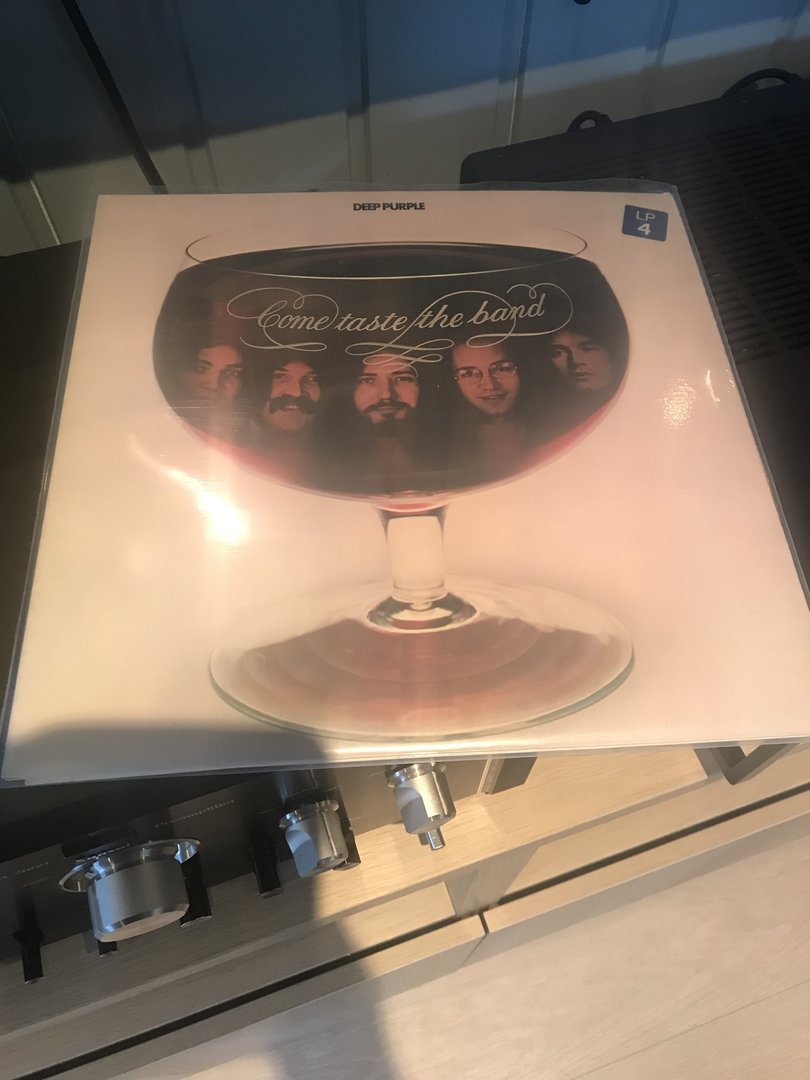 DEEP PURPLE
LP
4
Come taste the band